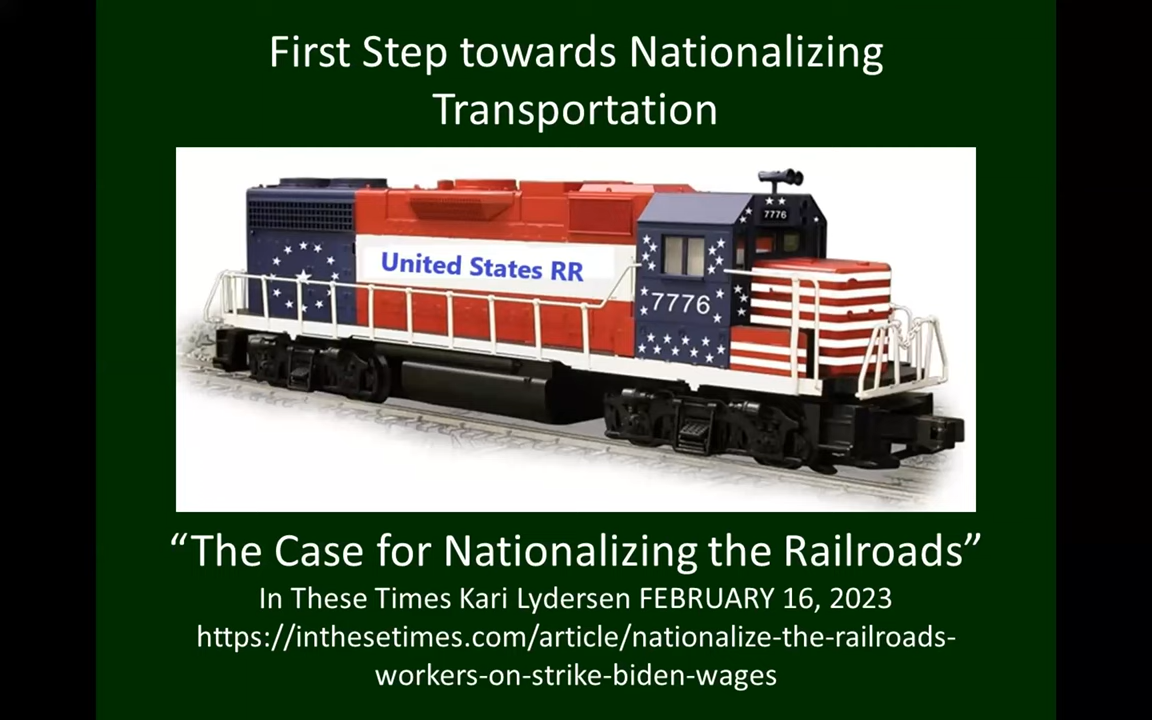 First Step towards Nationalizing
Transportation
7776
United States RR
7776
“The Case for Nationalizing the Railroads”
In These Times Kari Lydersen FEBRUARY 16, 2023
https://inthesetimes.com/article/nationalize-the-railroads-
workers-on-strike-biden-wages